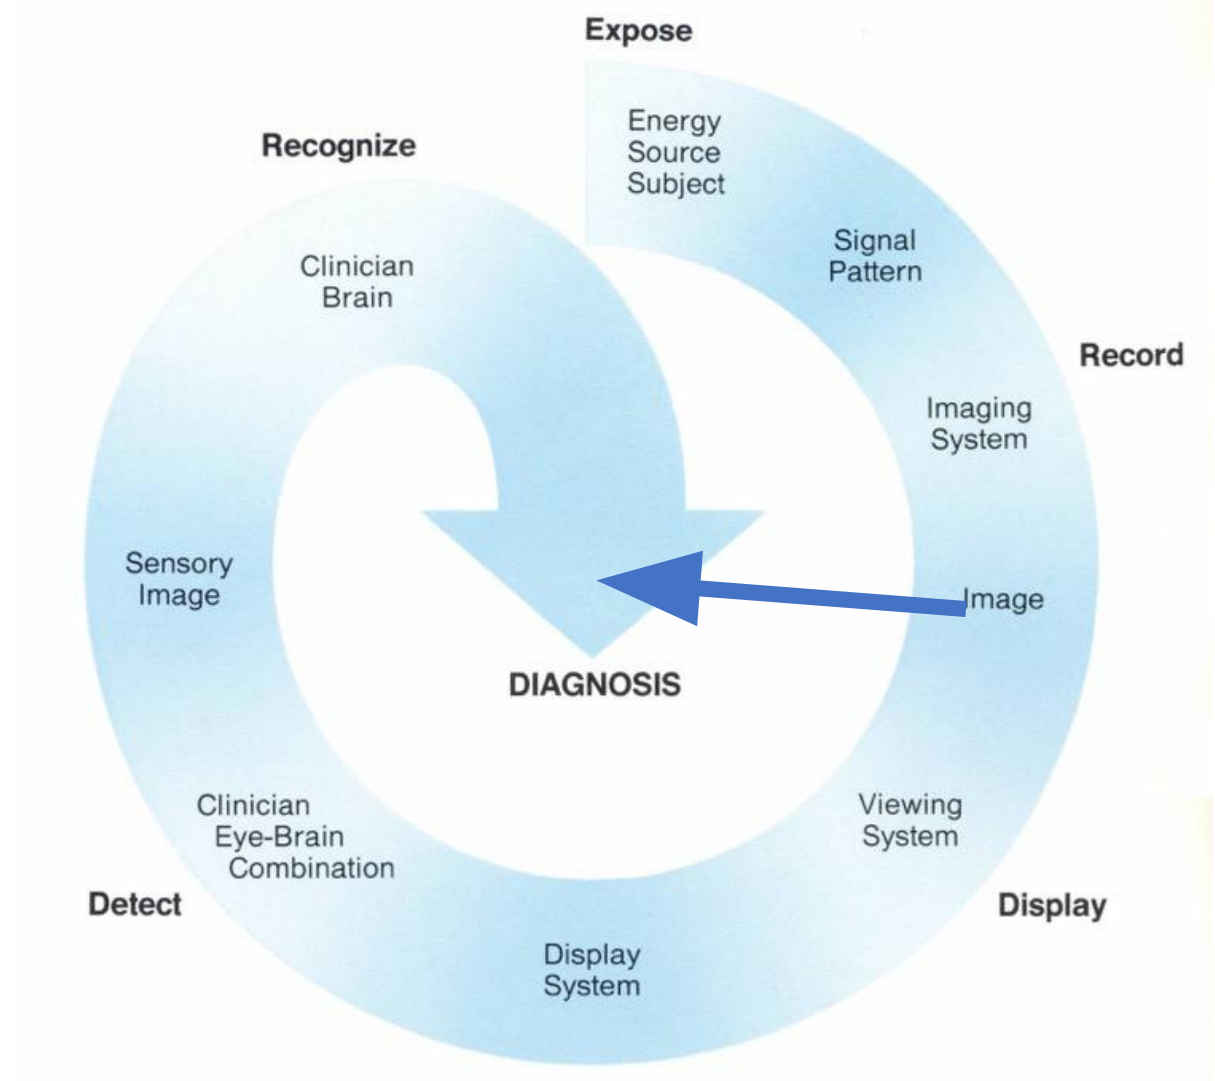 Expose
Energy
Source
Subject
Signal
Pattern
Record
Imaging
System
Image
Viewing
System
Display
Display
System
Detect
Clinician
Eye-Brain
Combination
Sensory
Image
Recognize
Clinician
Brain
DIAGNOSIS